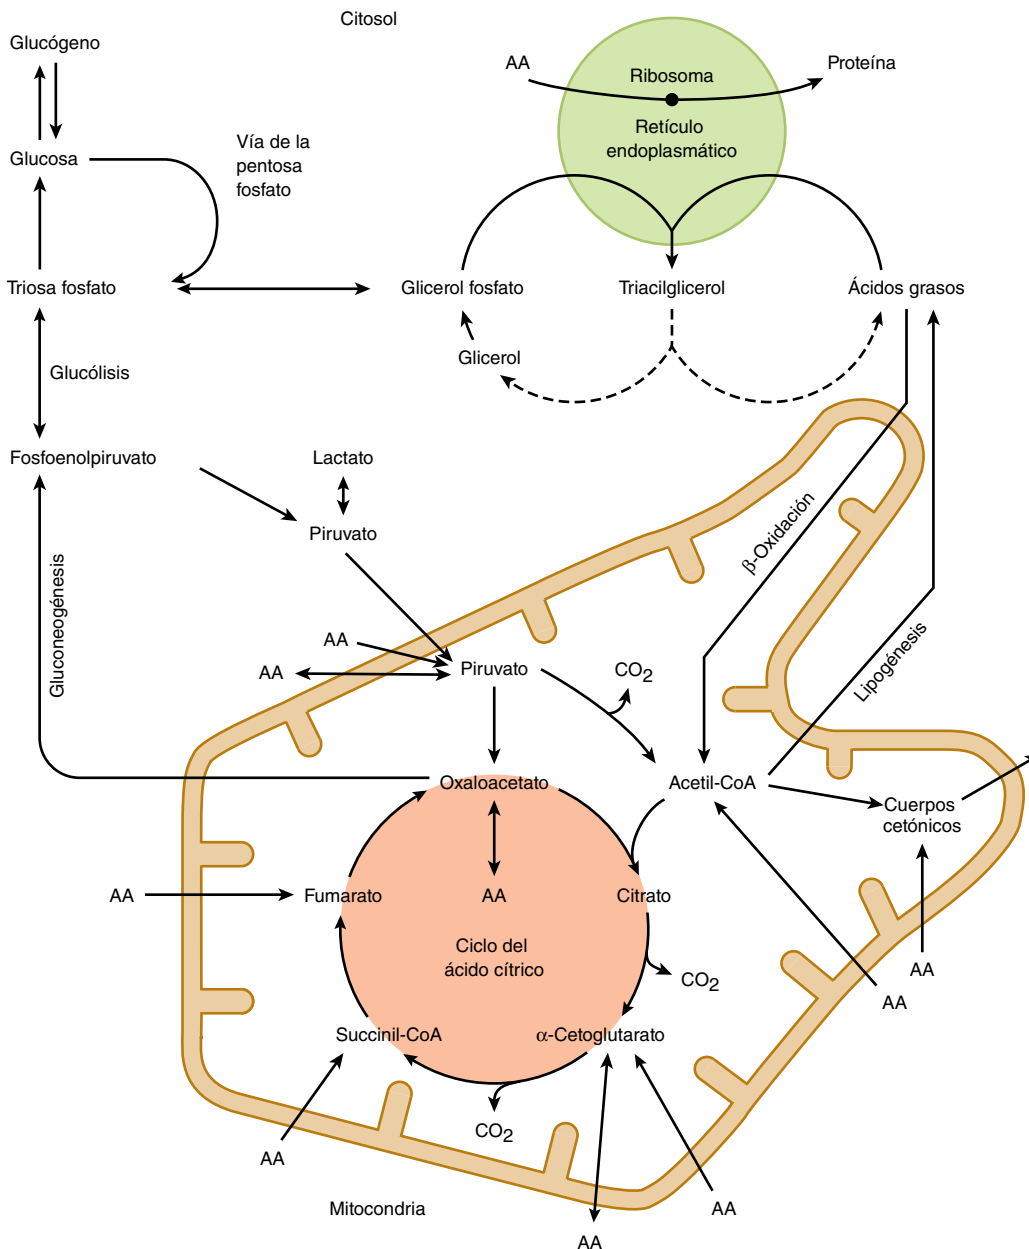 Citosol
Glucógeno
AA
Proteína
Ribosoma
Retículo
endoplasmático
Glucosa
Vía de la
pentosa
fosfato
Triosa fosfato
Glicerol fosfato
Triacilglicerol
Ácidos grasos
Glicerol
Glucólisis
Fosfoenolpiruvato
Lactato
Piruvato
β-Oxidación
Gluconeogénesis
Lipogénesis
AA
AA
Piruvato
CO2
Oxaloacetato
Acetil-CoA
Cuerpos
cetónicos
AA
Fumarato
AA
Citrato
Ciclo del
ácido cítrico
CO2
AA
AA
Succinil-CoA
α-Cetoglutarato
CO2
AA
Mitocondria
AA
AA